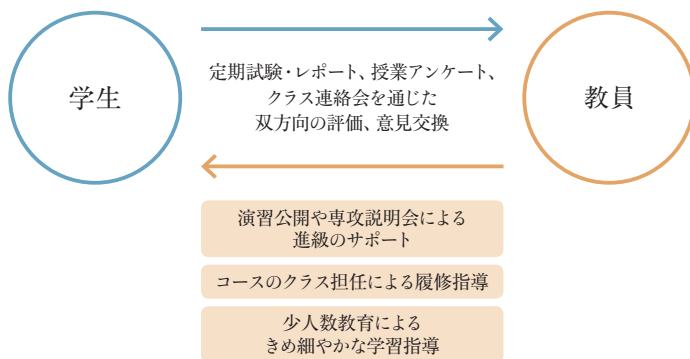 学生
定期試験・レポート、授業アンケート、
クラス連絡会を通じた
双方向の評価、意見交換
教員
演習公開や専攻説明会による
進級のサポート
コースのクラス担任による履修指導
少人数教育による
きめ細やかな学習指導